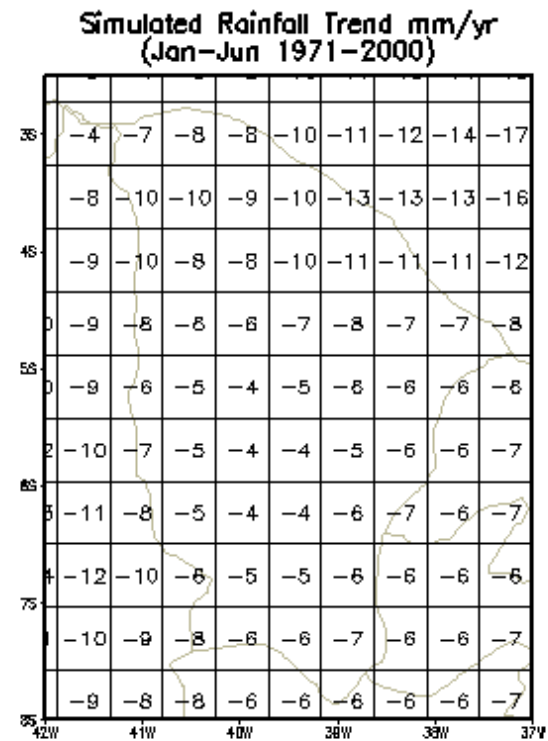 Simulated Rainfall Trend mm/yr
(Jan-Jun 1971-2000)
3S -4 -7 -8 -8 -10 -11 -12 -14 -17
-8 -10 -10 -9 -10 -13 -13 -13 -16
4S -9 -10 -8 -8 -10 -11 -11 -11 -12
-9 -8 -6 -6 -7 -8 -7 -7 -8
5S -9 -6 -5 -4 -5 -6 -6 -6 -6
-10 -7 -5 -4 -4 -5 -6 -6 -7
6S
-11 -8 -5 -4 -4 -6 -7 -6 -7
-12 -10 -6 -5 -5 -6 -6 -6 -6
7S
-10 -9 -8 -6 -6 -7 -6 -6 -7
-9 -8 -8 -6 -6 -6 -6 -6 -7
8S
42W 41W 40W 39W 38W 37W